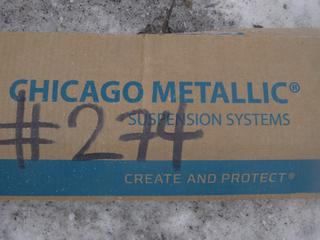 CHICAGO METALLIC®
SUSPENSION SYSTEMS
#274
CREATE AND PROTECT®